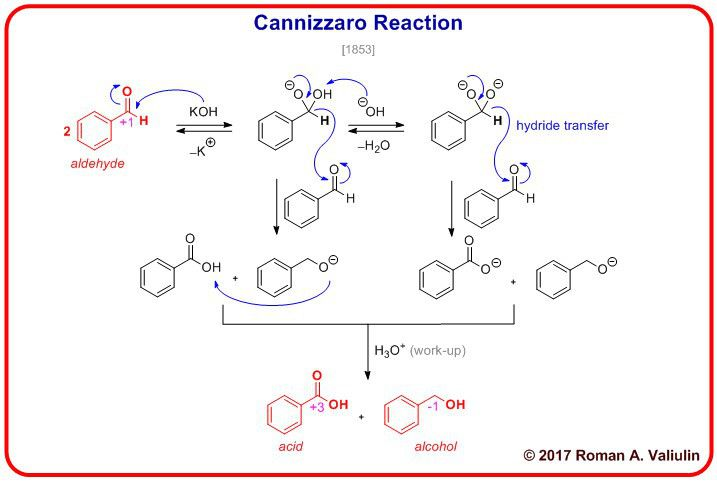 Cannizzaro Reaction
[1853]
2
O
+1
H
aldehyde
KOH
–K⊕
⊖
O
OH
H
⊖
OH
–H₂O
⊖
O
O
⊖
H
hydride transfer
O
H
O
H
O
OH
+
O
⊖
O
O
⊖
+
O
⊖
H₃O⁺ (work-up)
O
+3
OH
acid
+
-1
OH
alcohol
© 2017 Roman A. Valiulin